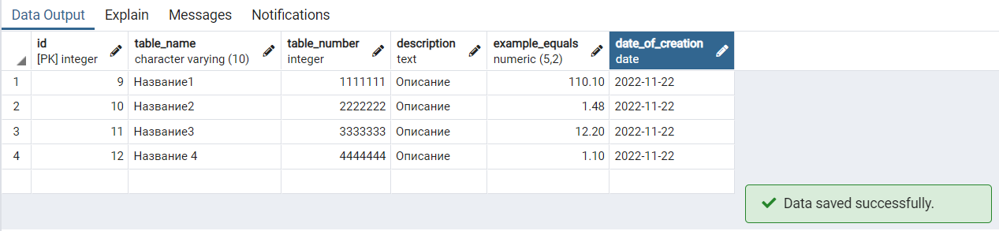 Data Output Explain Messages Notifications
id table_name table_number description example_equals date_of_creation
[PK] integer character varying (10) integer text numeric (5,2) date
1 9 Название1 1111111 Описание 110.10 2022-11-22
2 10 Название2 2222222 Описание 1.48 2022-11-22
3 11 Название3 3333333 Описание 12.20 2022-11-22
4 12 Название 4 4444444 Описание 1.10 2022-11-22
Data saved successfully.